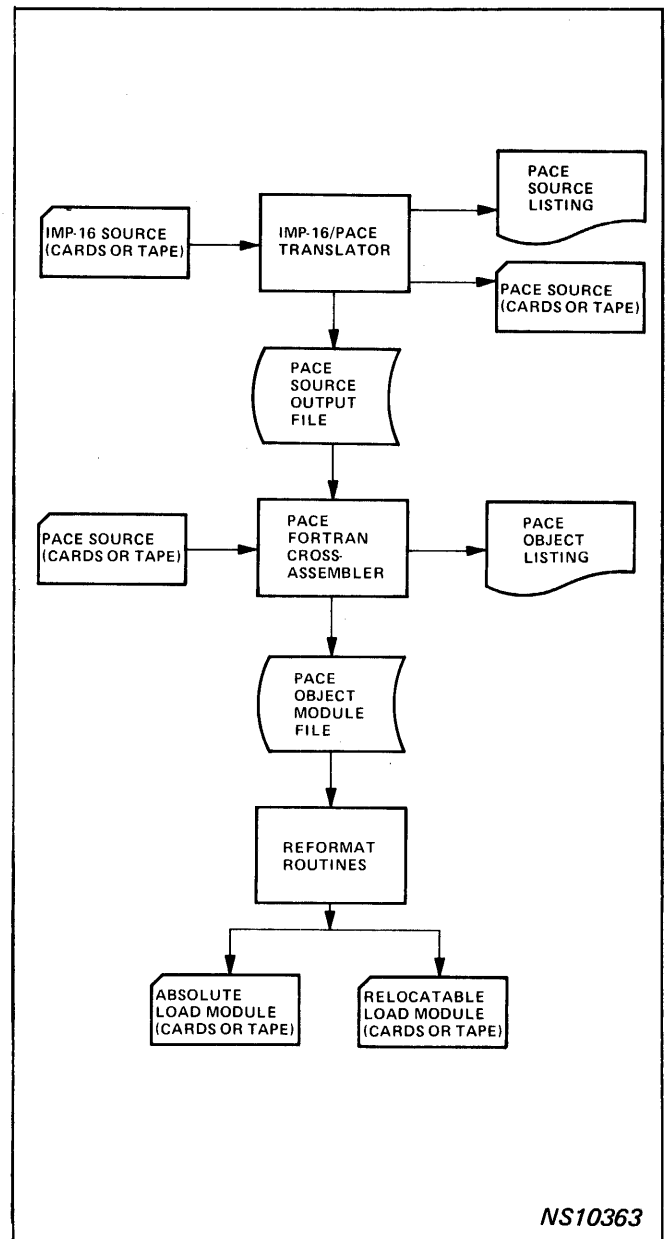 PACE
SOURCE
LISTING
IMP-16 SOURCE
(CARDS OR TAPE)
IMP-16/PACE
TRANSLATOR
PACE SOURCE
(CARDS OR TAPE)
PACE
SOURCE
OUTPUT
FILE
PACE SOURCE
(CARDS OR TAPE)
PACE
FORTRAN
CROSS-
ASSEMBLER
PACE
OBJECT
LISTING
PACE
OBJECT
MODULE
FILE
REFORMAT
ROUTINES
ABSOLUTE
LOAD MODULE
(CARDS OR TAPE)
RELOCATABLE
LOAD MODULE
(CARDS OR TAPE)
NS10363